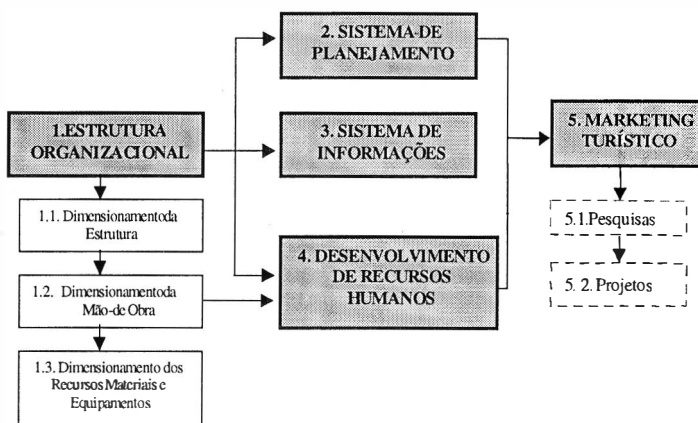 1.ESTRUTURA
ORGANIZACIONAL
1.1. Dimensionamentoda
Estrutura
1.2. Dimensionamentoda
Mão-de Obra
1.3. Dimensionamento dos
Recursos Materiais e
Equipamentos
2. SISTEMA-DE
PLANEJAMENTO
3. SISTEMA DE
INFORMAÇÕES
4. DESENVOLVIMENTO
DE RECURSOS
HUMANOS
5. MARKETING
TURÍSTICO
5.1.Pesquisas
5. 2. Projetos